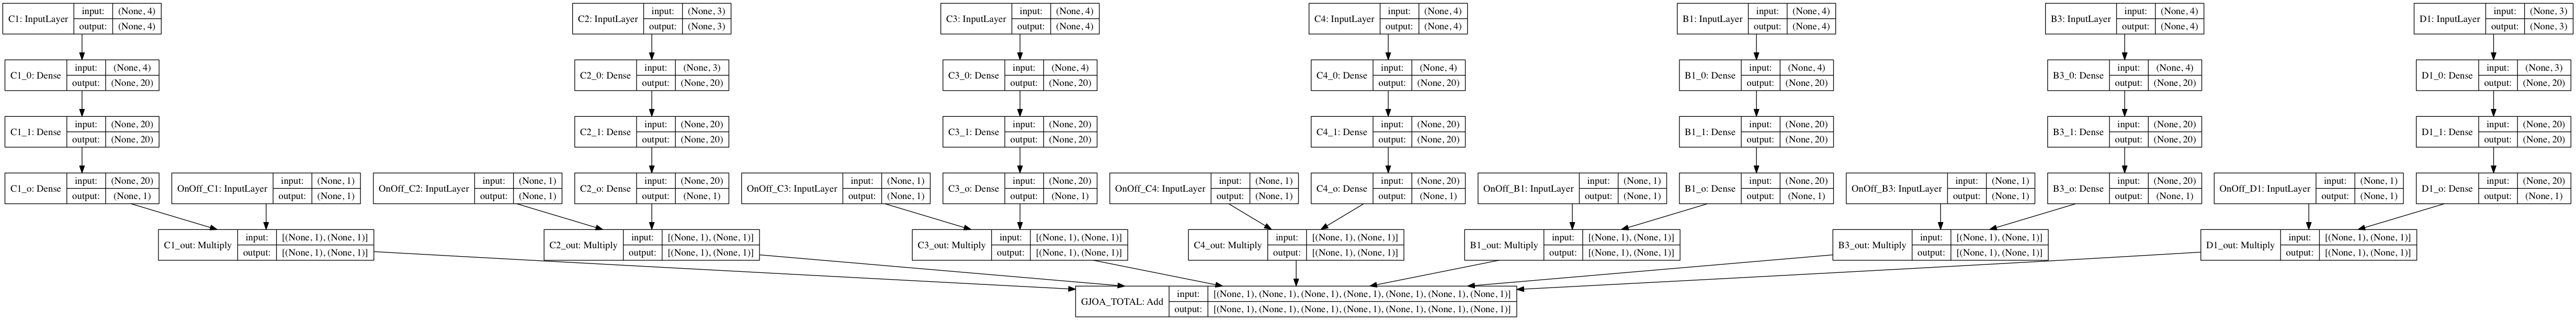 C1: InputLayer input: (None, 4) output: (None, 4)
C2: InputLayer input: (None, 3) output: (None, 3)
C3: InputLayer input: (None, 4) output: (None, 4)
C4: InputLayer input: (None, 4) output: (None, 4)
B1: InputLayer input: (None, 4) output: (None, 4)
B3: InputLayer input: (None, 4) output: (None, 4)
D1: InputLayer input: (None, 3) output: (None, 3)
C1_0: Dense input: (None, 4) output: (None, 20)
C2_0: Dense input: (None, 3) output: (None, 20)
C3_0: Dense input: (None, 4) output: (None, 20)
C4_0: Dense input: (None, 4) output: (None, 20)
B1_0: Dense input: (None, 4) output: (None, 20)
B3_0: Dense input: (None, 4) output: (None, 20)
D1_0: Dense input: (None, 3) output: (None, 20)
C1_1: Dense input: (None, 20) output: (None, 20)
C2_1: Dense input: (None, 20) output: (None, 20)
C3_1: Dense input: (None, 20) output: (None, 20)
C4_1: Dense input: (None, 20) output: (None, 20)
B1_1: Dense input: (None, 20) output: (None, 20)
B3_1: Dense input: (None, 20) output: (None, 20)
D1_1: Dense input: (None, 20) output: (None, 20)
C1_o: Dense input: (None, 20) output: (None, 1)
OnOff_C1: InputLayer input: (None, 1) output: (None, 1)
OnOff_C2: InputLayer input: (None, 1) output: (None, 1)
C2_o: Dense input: (None, 20) output: (None, 1)
OnOff_C3: InputLayer input: (None, 1) output: (None, 1)
C3_o: Dense input: (None, 20) output: (None, 1)
OnOff_C4: InputLayer input: (None, 1) output: (None, 1)
C4_o: Dense input: (None, 20) output: (None, 1)
OnOff_B1: InputLayer input: (None, 1) output: (None, 1)
B1_o: Dense input: (None, 20) output: (None, 1)
OnOff_B3: InputLayer input: (None, 1) output: (None, 1)
B3_o: Dense input: (None, 20) output: (None, 1)
OnOff_D1: InputLayer input: (None, 1) output: (None, 1)
D1_o: Dense input: (None, 20) output: (None, 1)
C1_out: Multiply input: [(None, 1), (None, 1)] output: [(None, 1), (None, 1)]
C2_out: Multiply input: [(None, 1), (None, 1)] output: [(None, 1), (None, 1)]
C3_out: Multiply input: [(None, 1), (None, 1)] output: [(None, 1), (None, 1)]
C4_out: Multiply input: [(None, 1), (None, 1)] output: [(None, 1), (None, 1)]
B1_out: Multiply input: [(None, 1), (None, 1)] output: [(None, 1), (None, 1)]
B3_out: Multiply input: [(None, 1), (None, 1)] output: [(None, 1), (None, 1)]
D1_out: Multiply input: [(None, 1), (None, 1)] output: [(None, 1), (None, 1)]
GJOA_TOTAL: Add input: [(None, 1), (None, 1), (None, 1), (None, 1), (None, 1), (None, 1), (None, 1)] output: [(None, 1), (None, 1), (None, 1), (None, 1), (None, 1), (None, 1), (None, 1)]